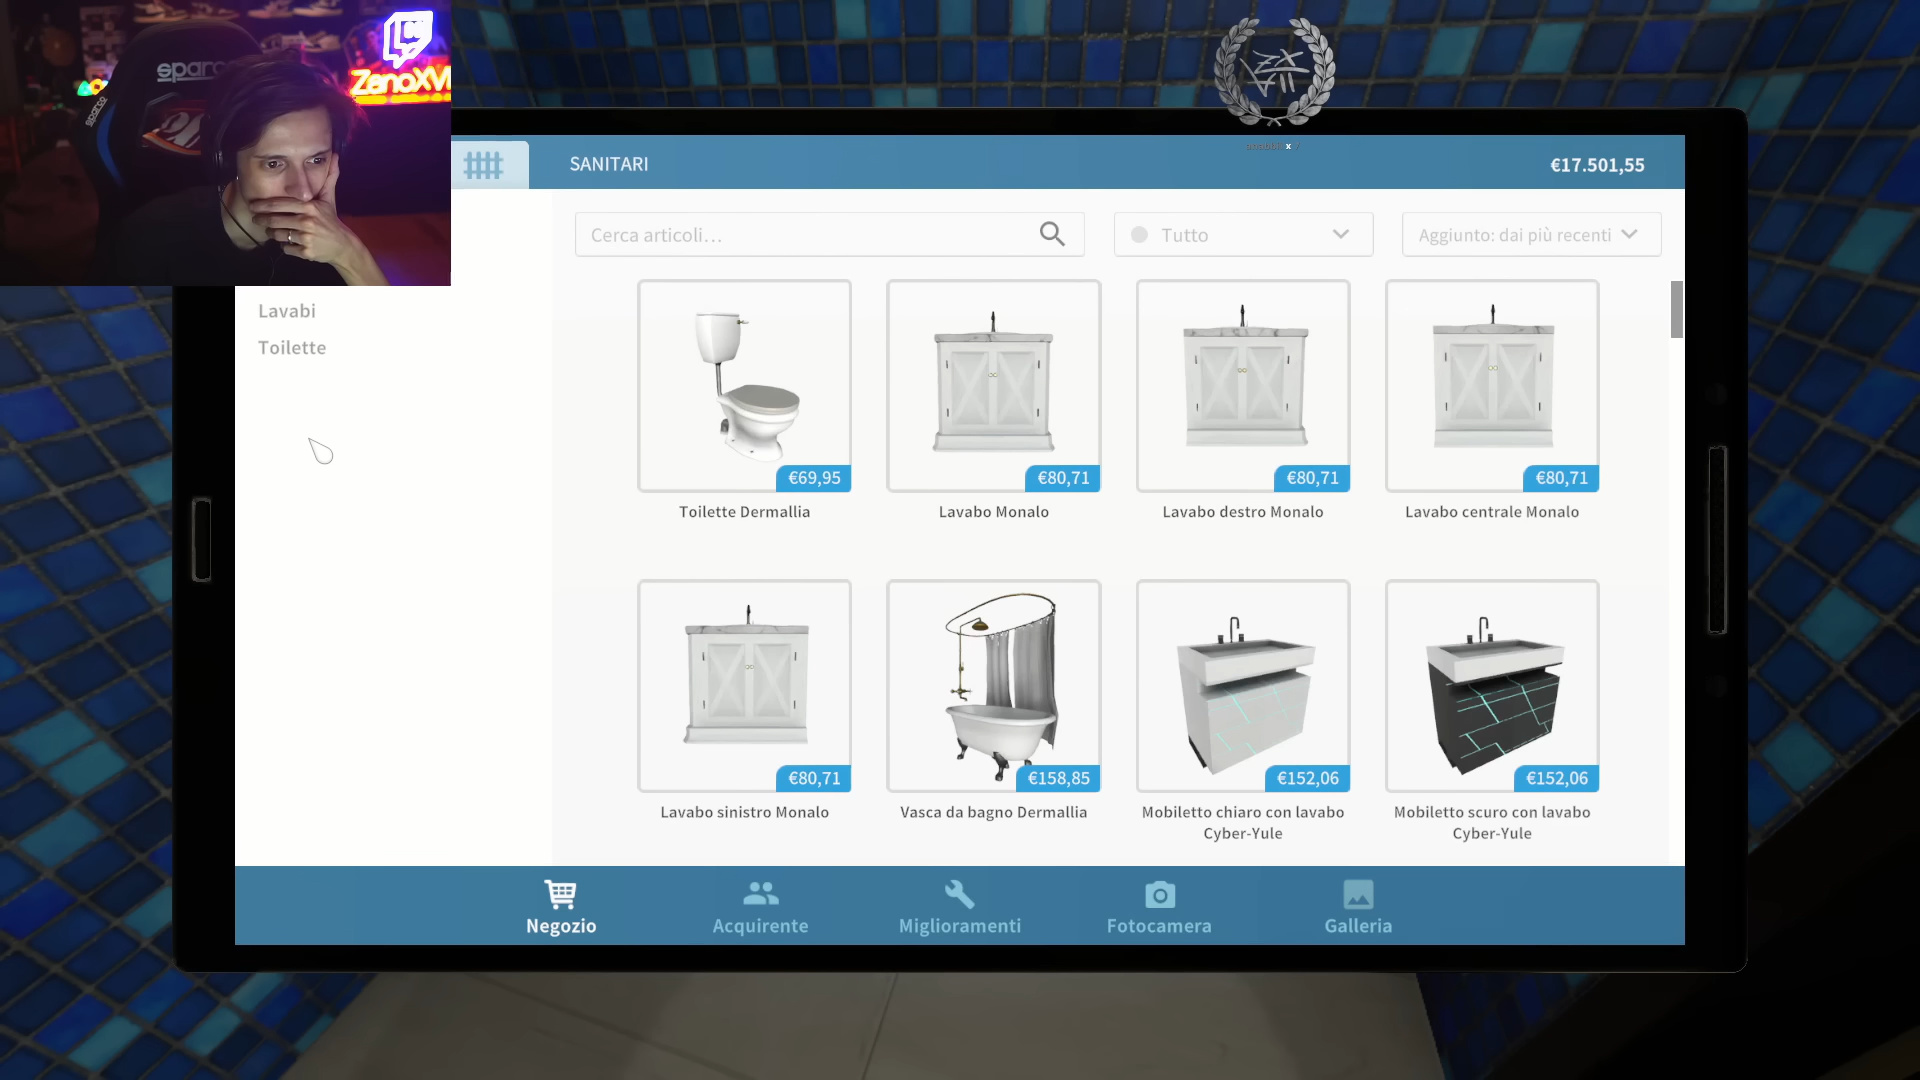 sparco
sparco
ZenoXVII
SANITARI
€17.501,55
Cerca articoli...
Tutto
Aggiunto: dai più recenti
Lavabi
Toilette
€69,95
€80,71
€80,71
€80,71
Toilette Dermallia
Lavabo Monalo
Lavabo destro Monalo
Lavabo centrale Monalo
€80,71
€158,85
€152,06
€152,06
Lavabo sinistro Monalo
Vasca da bagno Dermallia
Mobiletto chiaro con lavabo
Cyber-Yule
Mobiletto scuro con lavabo
Cyber-Yule
Negozio
Acquirente
Miglioramenti
Fotocamera
Galleria